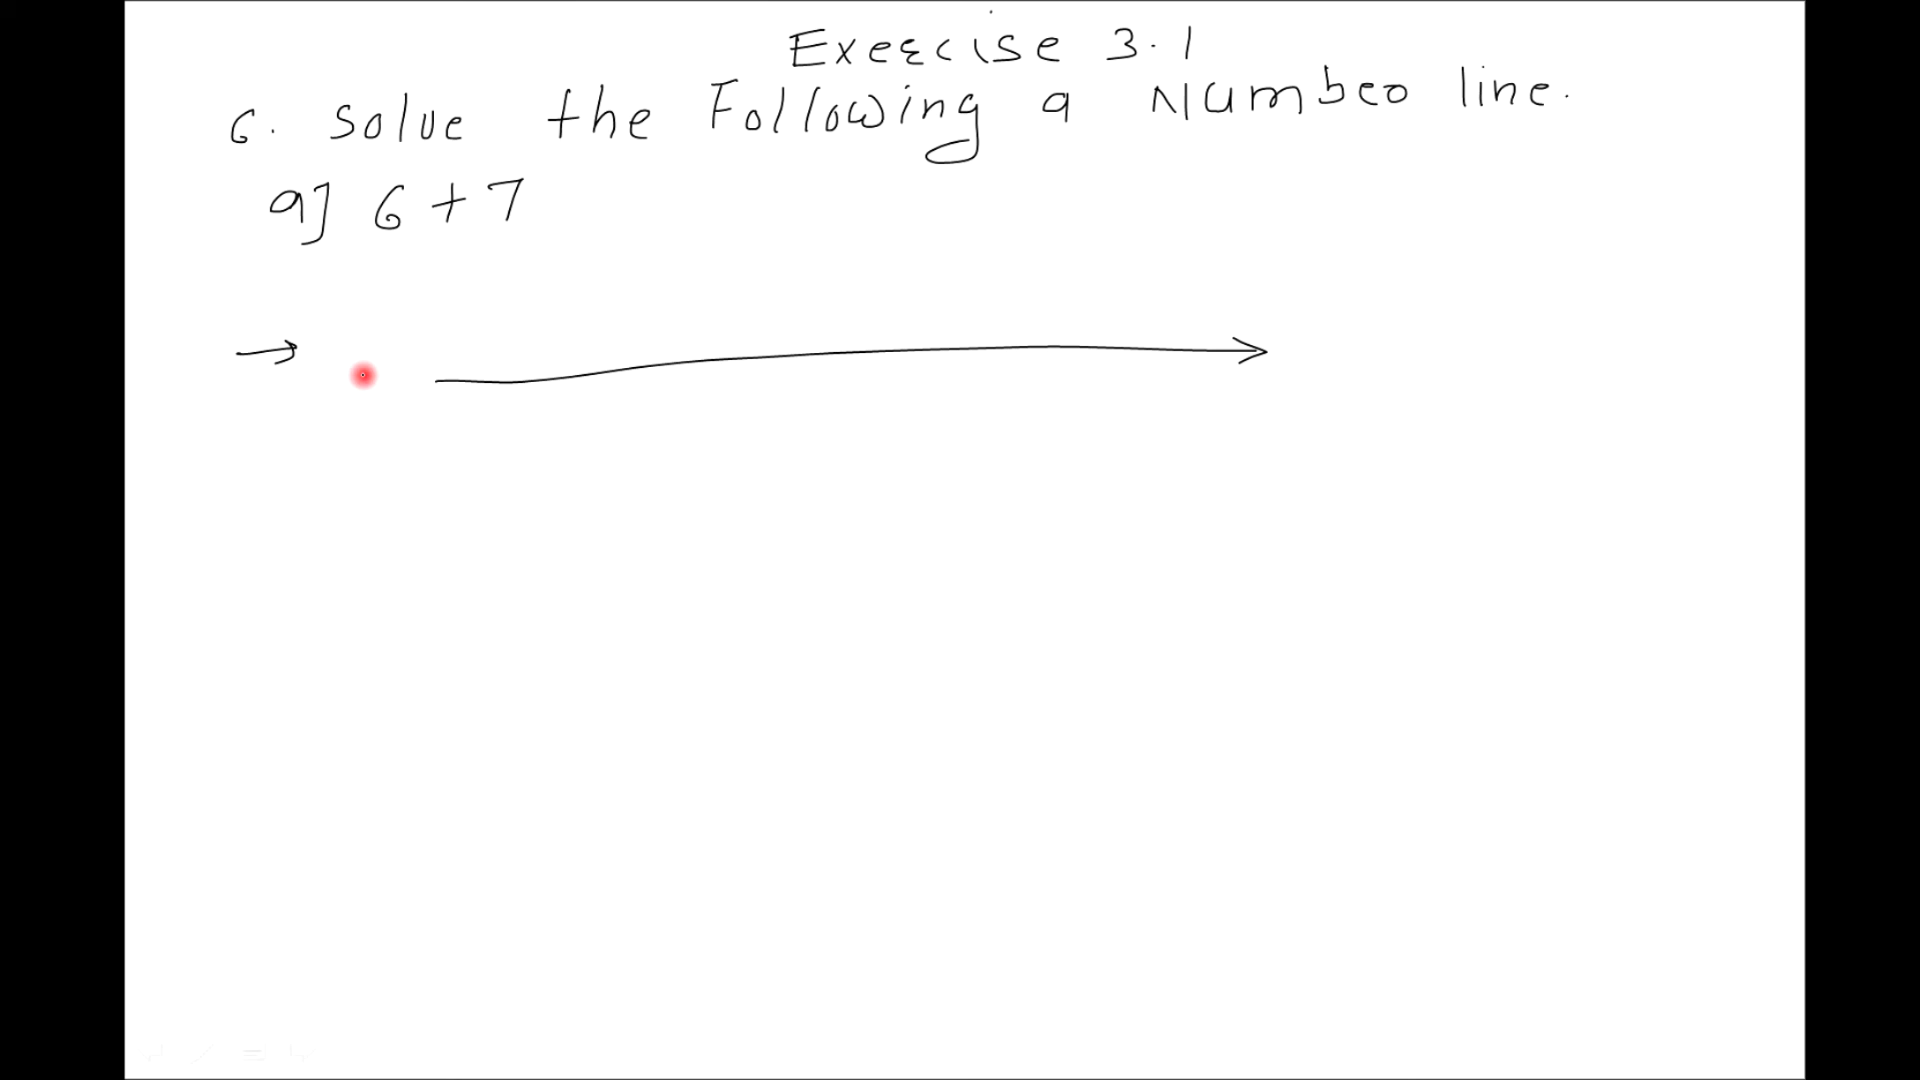 Exercise 3.1
6. Solve the Following a Number line.
a] 6 + 7